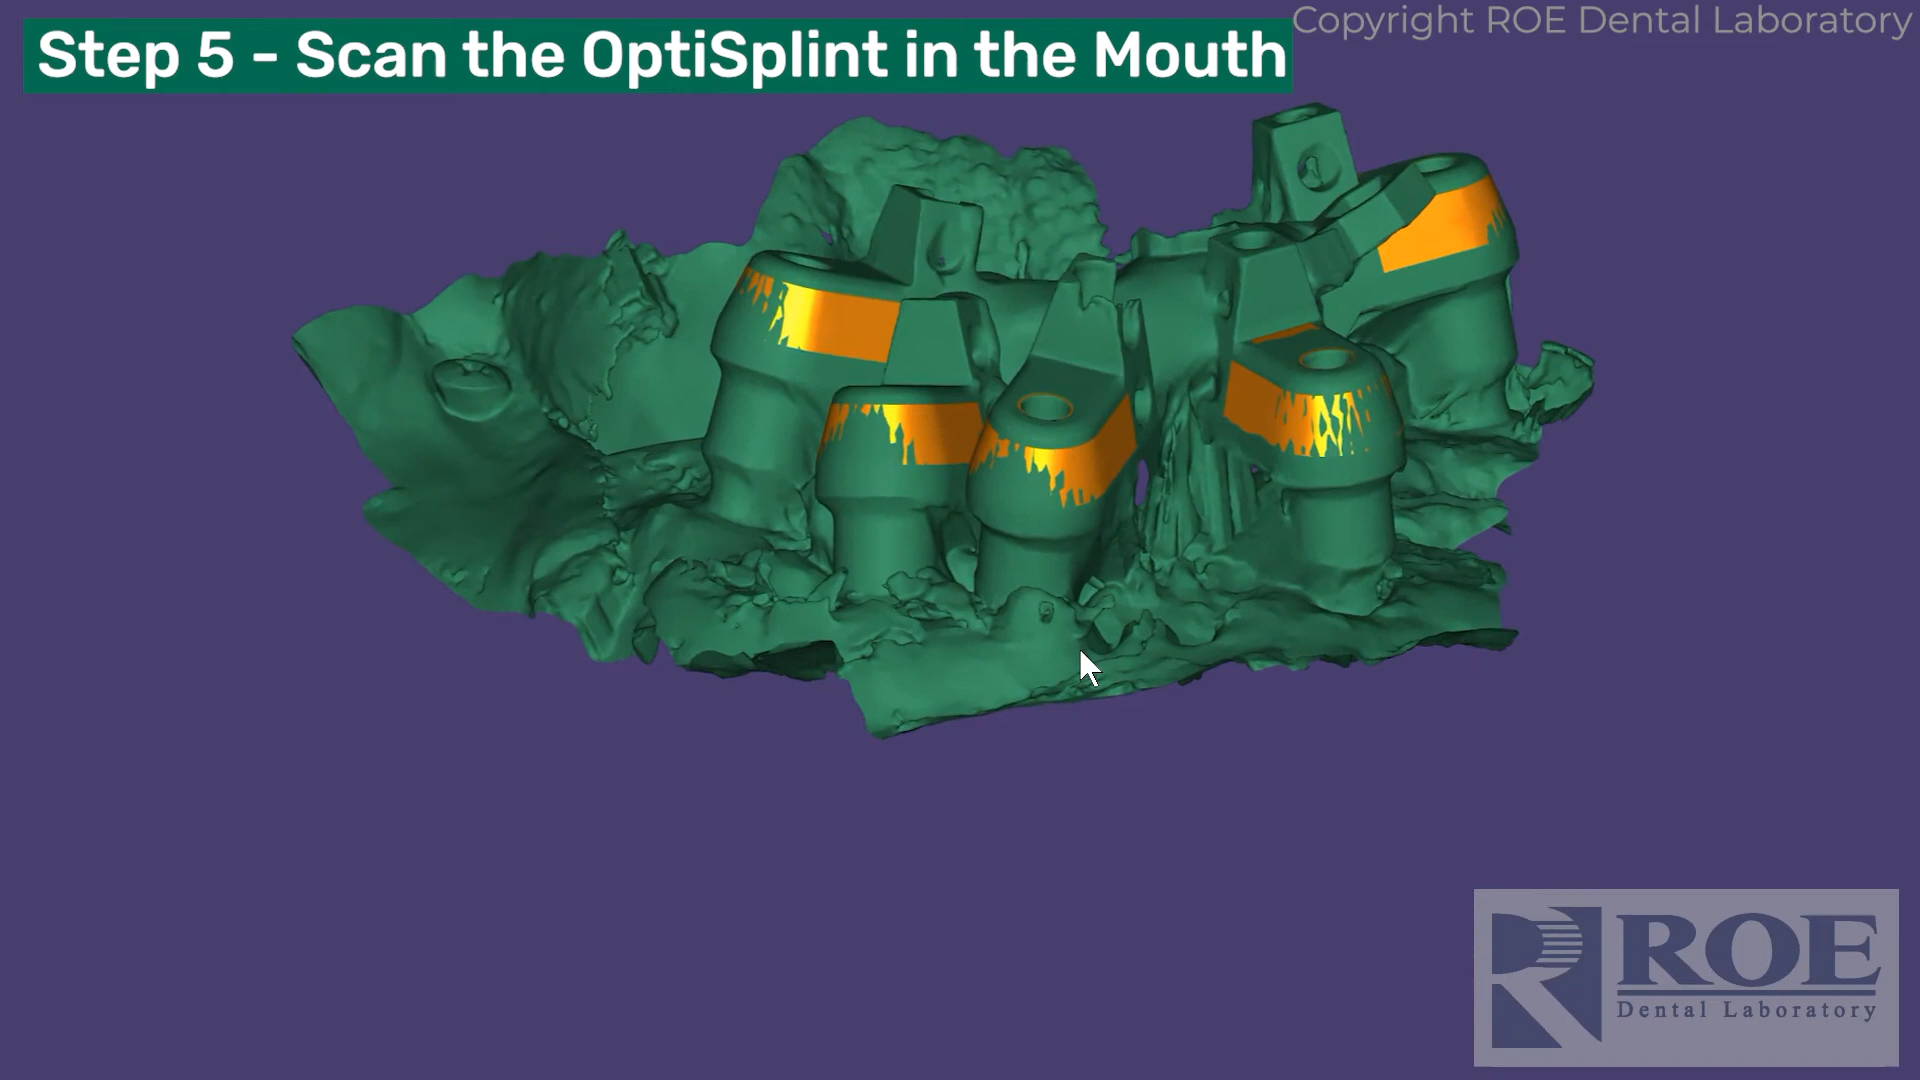 Copyright ROE Dental Laboratory
Step 5 - Scan the OptiSplint in the Mouth
ROE
Dental Laboratory